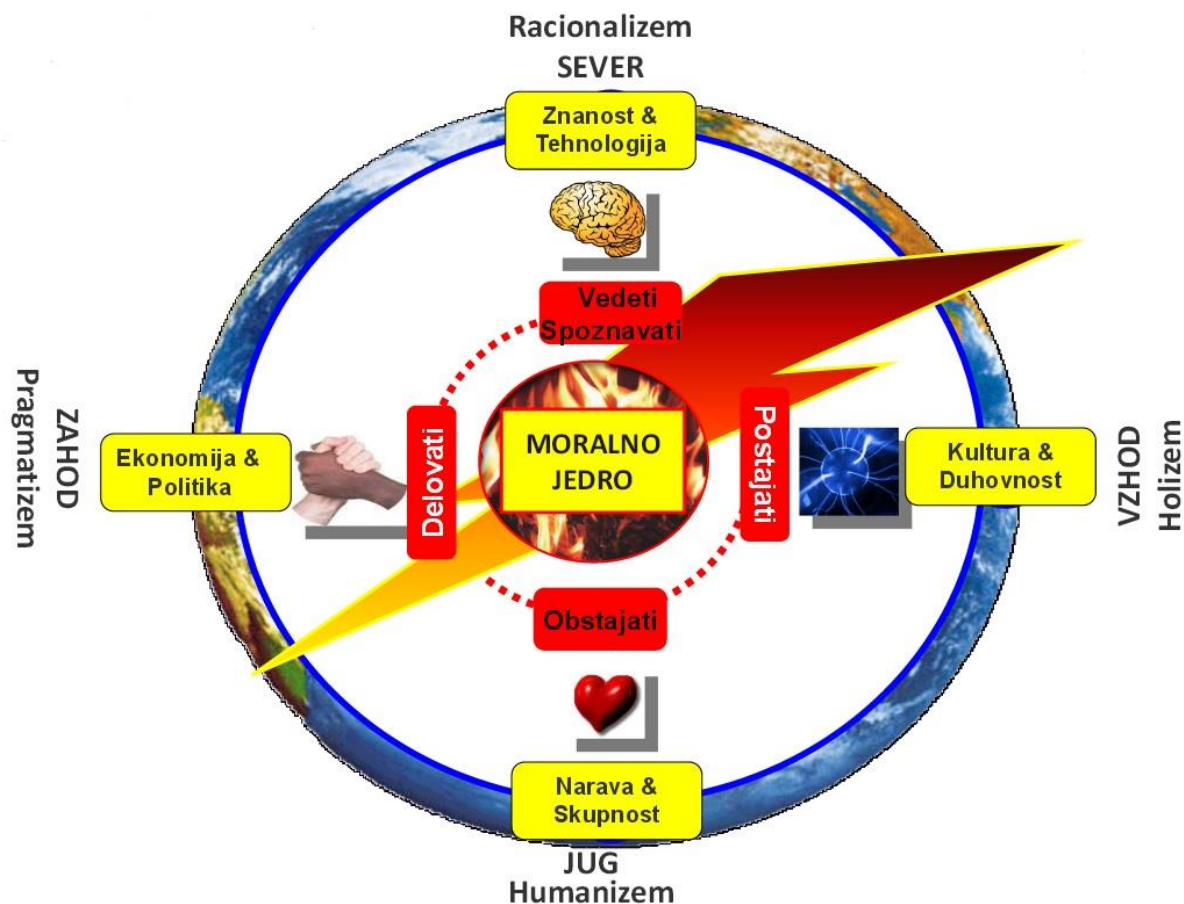 Racionalizem
SEVER
Znanost &
Tehnologija
Vedeti
Spoznavati
Pragmatizem
ZAHOD
Ekonomija &
Politika
Delovati
MORALNO
JEDRO
Postajati
Kultura &
Duhovnost
VZHOD
Holizem
Obstajati
Narava &
Skupnost
JUG
Humanizem